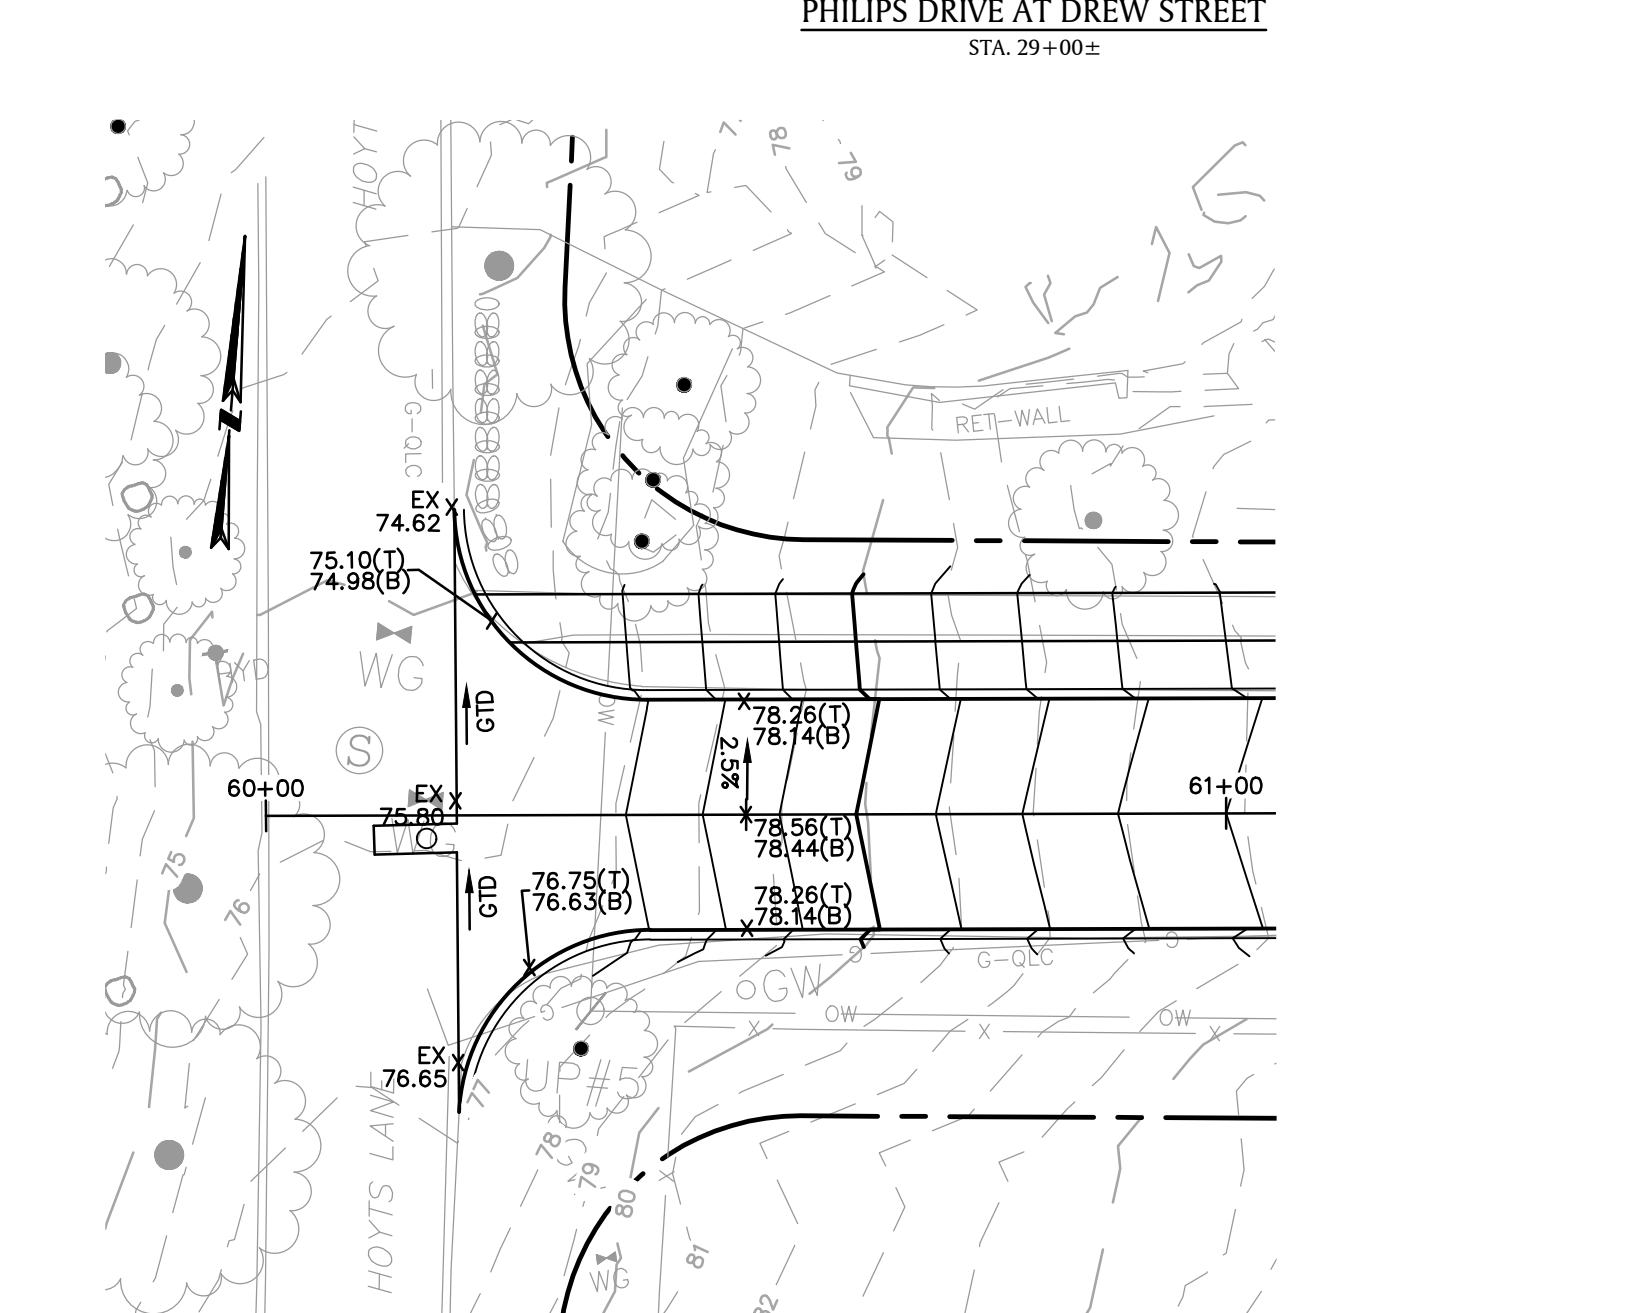 PHILIPS DRIVE AT DREW STREET
STA. 29+00±
HOYT
78
79
RET-WALL
G-QLC
N
EX
74.62
75.10(T)
74.98(B)
WG
GTD
OW
S
78.26(T)
78.14(B)
2.5%
60+00
61+00
EX
75.80
78.56(T)
78.44(B)
75
76
GTD
76.75(T)
76.63(B)
78.26(T)
78.14(B)
G
G
G-QLC
GW
G
OW
OW
X
X
X
EX
76.65
UP#5
77
78
79
80
81
HOYTS LANE
WG